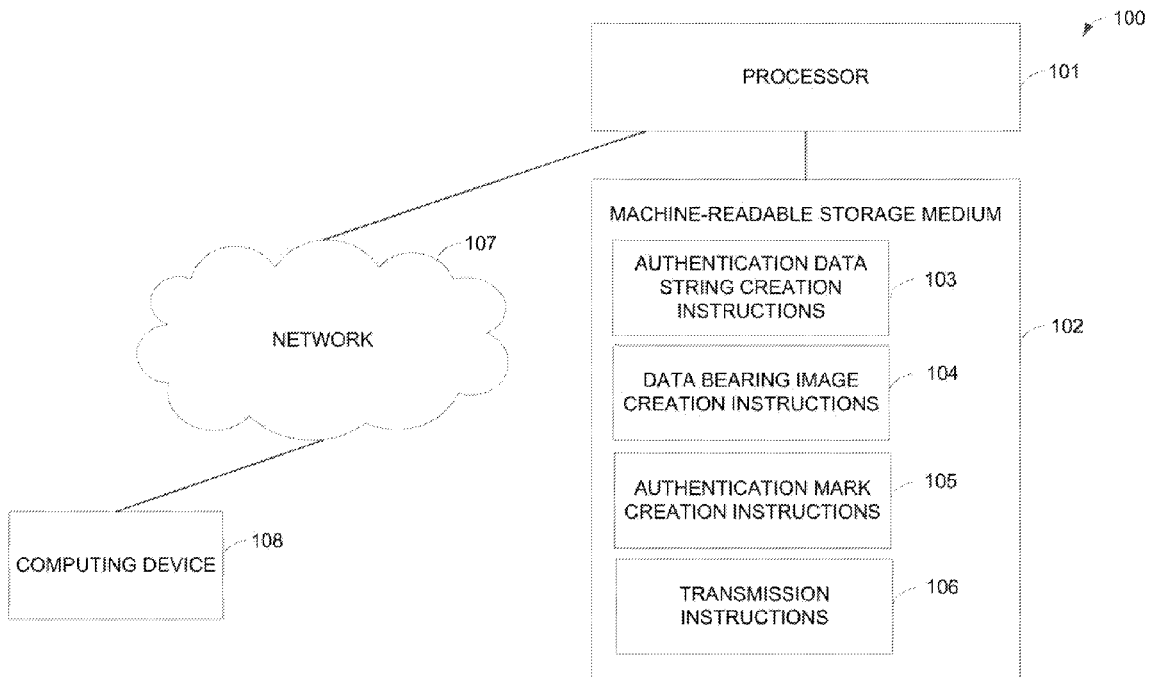 100
PROCESSOR
101
MACHINE-READABLE STORAGE MEDIUM
102
AUTHENTICATION DATA
STRING CREATION
INSTRUCTIONS
103
DATA BEARING IMAGE
CREATION INSTRUCTIONS
104
AUTHENTICATION MARK
CREATION INSTRUCTIONS
105
TRANSMISSION
INSTRUCTIONS
106
107
NETWORK
COMPUTING DEVICE
108